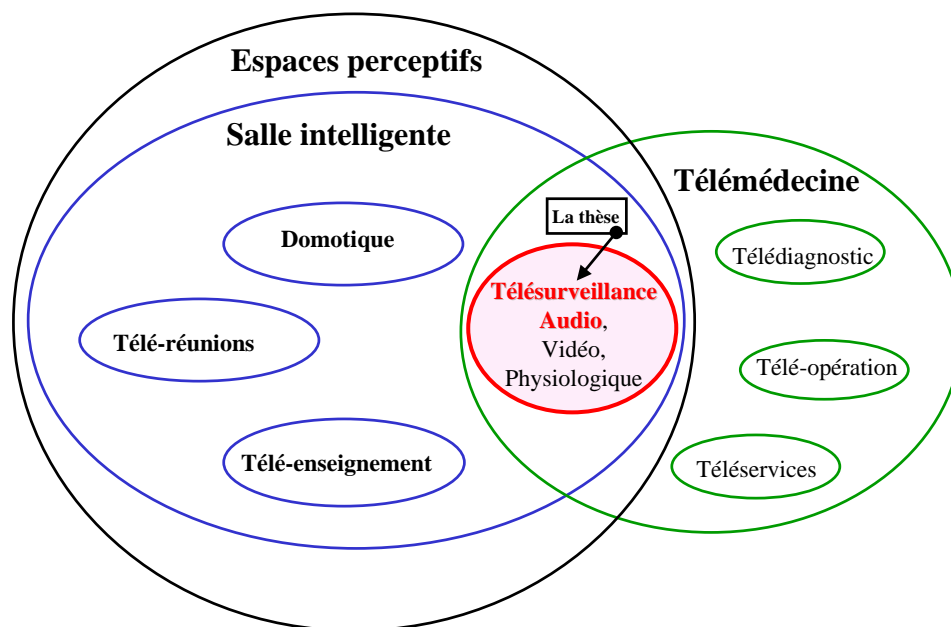 Espaces perceptifs
Salle intelligente
Télémédecine
La thèse
Domotique
Télédiagnostic
Télésurveillance
Audio,
Vidéo,
Physiologique
Télé-réunions
Télé-opération
Télé-enseignement
Téléservices